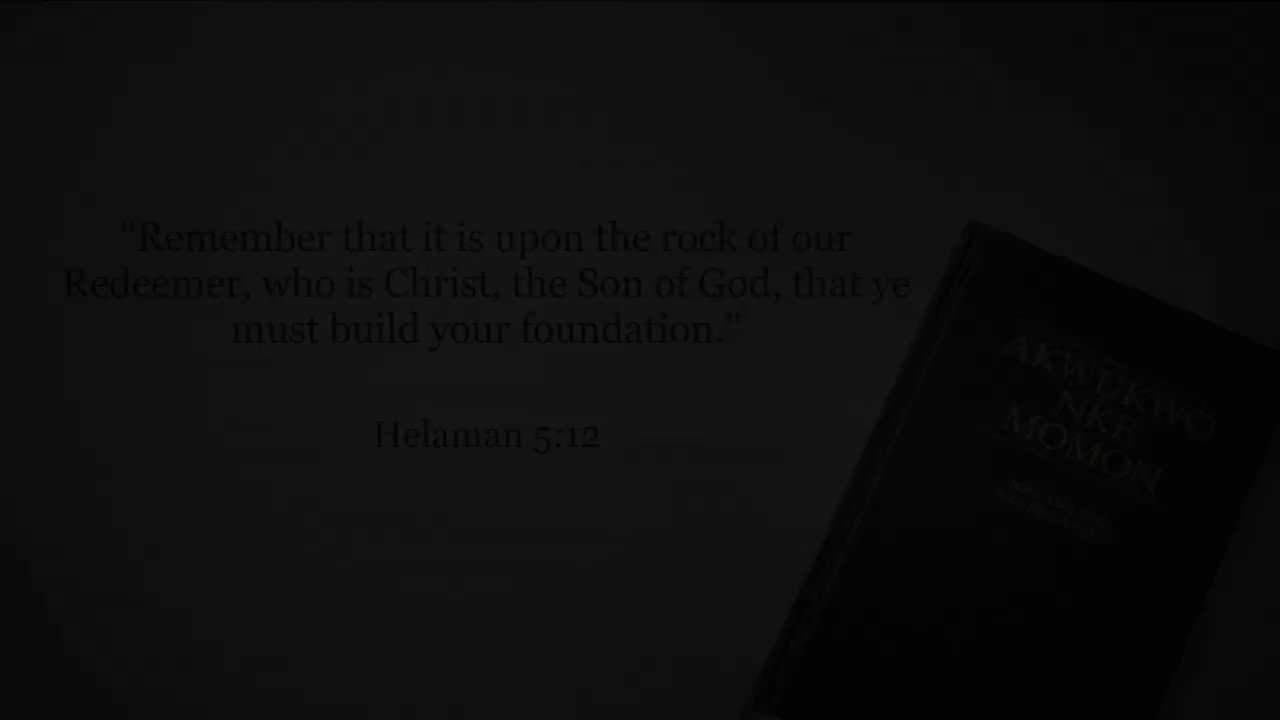 "Remember that it is upon the rock of our
Redeemer, who is Christ, the Son of God, that ye
must build your foundation."
Helaman 5:12
AKWỤKWỌ
NKE
MOMON